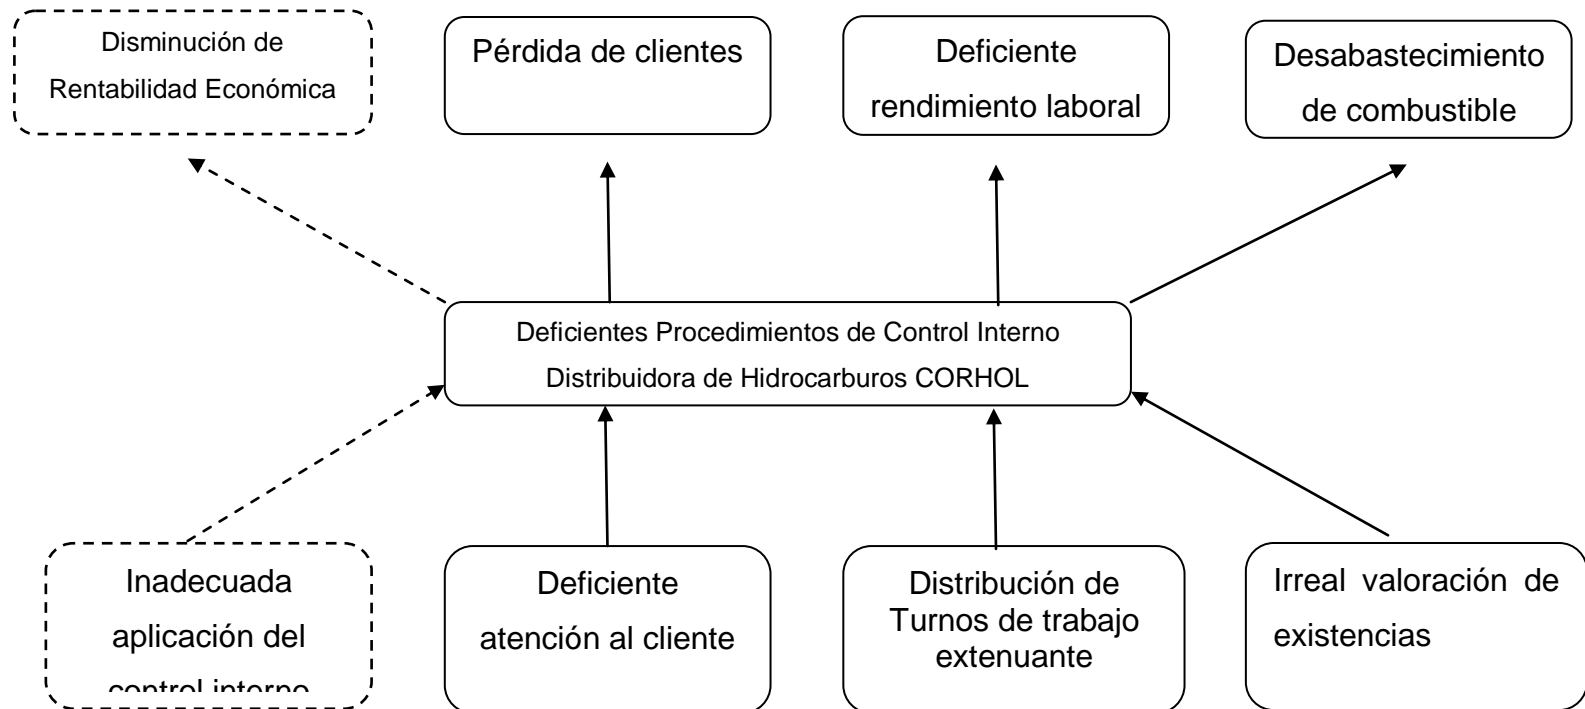 Disminución de
Rentabilidad Económica
Pérdida de clientes
Deficiente
rendimiento laboral
Desabastecimiento
de combustible
Deficientes Procedimientos de Control Interno
Distribuidora de Hidrocarburos CORHOL
Inadecuada
aplicación del
control interno
Deficiente
atención al cliente
Distribución de
Turnos de trabajo
extenuante
Irreal valoración de
existencias